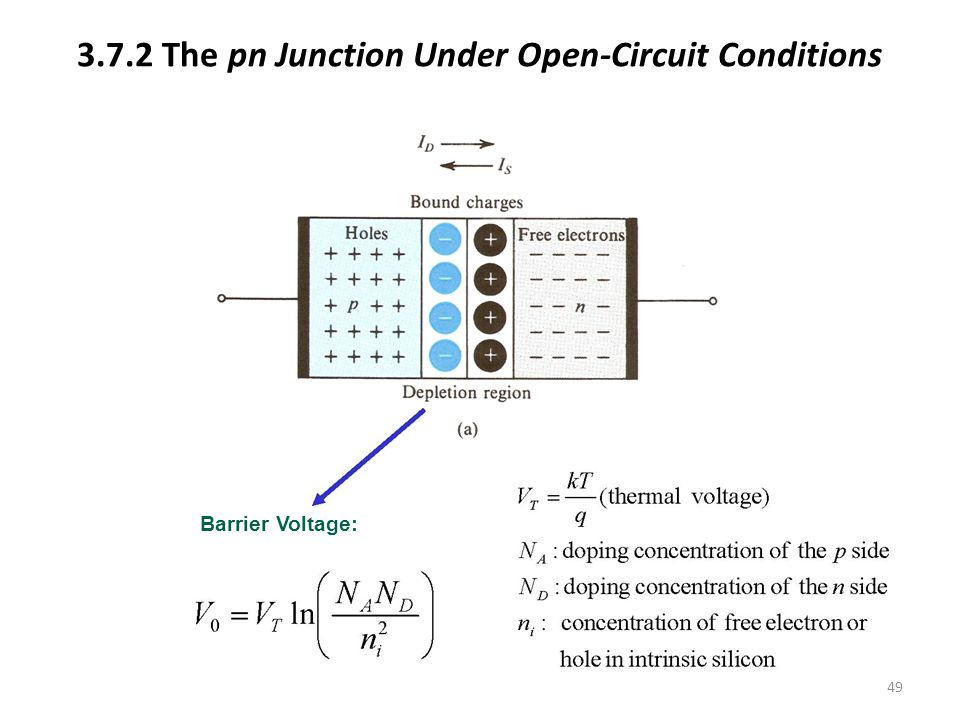 3.7.2 The pn Junction Under Open-Circuit Conditions
I_D
I_S
Bound charges
Holes
Free electrons
+ + + + − + − − − −
+ + + + − + − − − −
+ p + + − + − − n −
+ + + + − + − − − −
+ + + + − + − − − −
Depletion region
(a)
V_T = kT/q (thermal voltage)
Barrier Voltage:
N_A : doping concentration of the p side
N_D : doping concentration of the n side
V_0 = V_T ln(N_A N_D / n_i^2)
n_i : concentration of free electron or
hole in intrinsic silicon
49